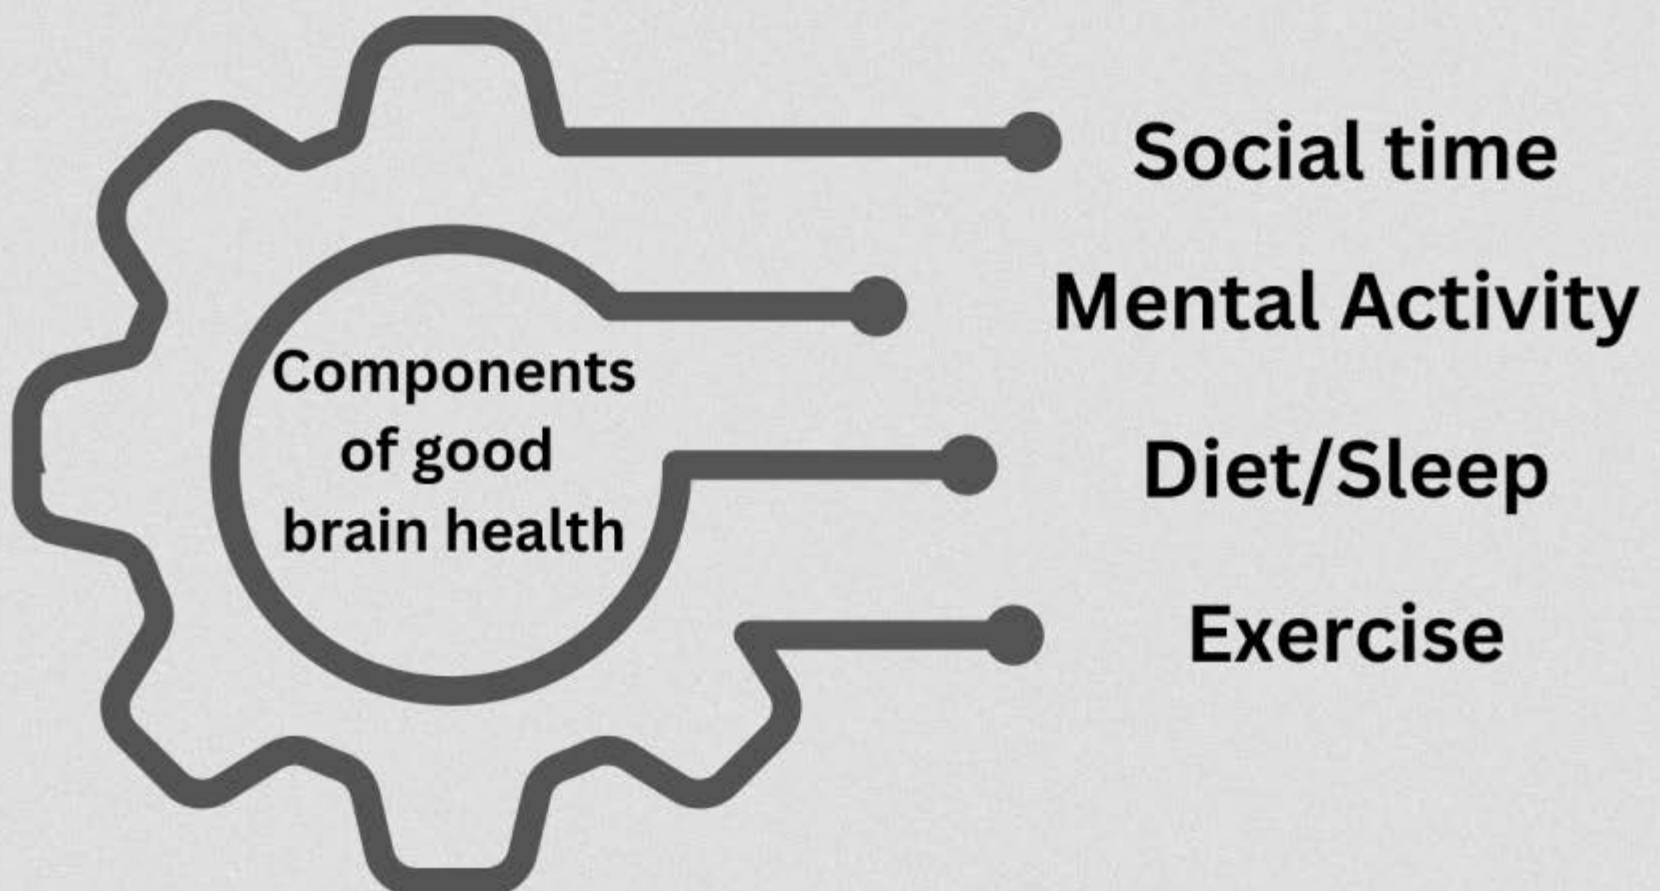 Components
of good
brain health
Social time
Mental Activity
Diet/Sleep
Exercise